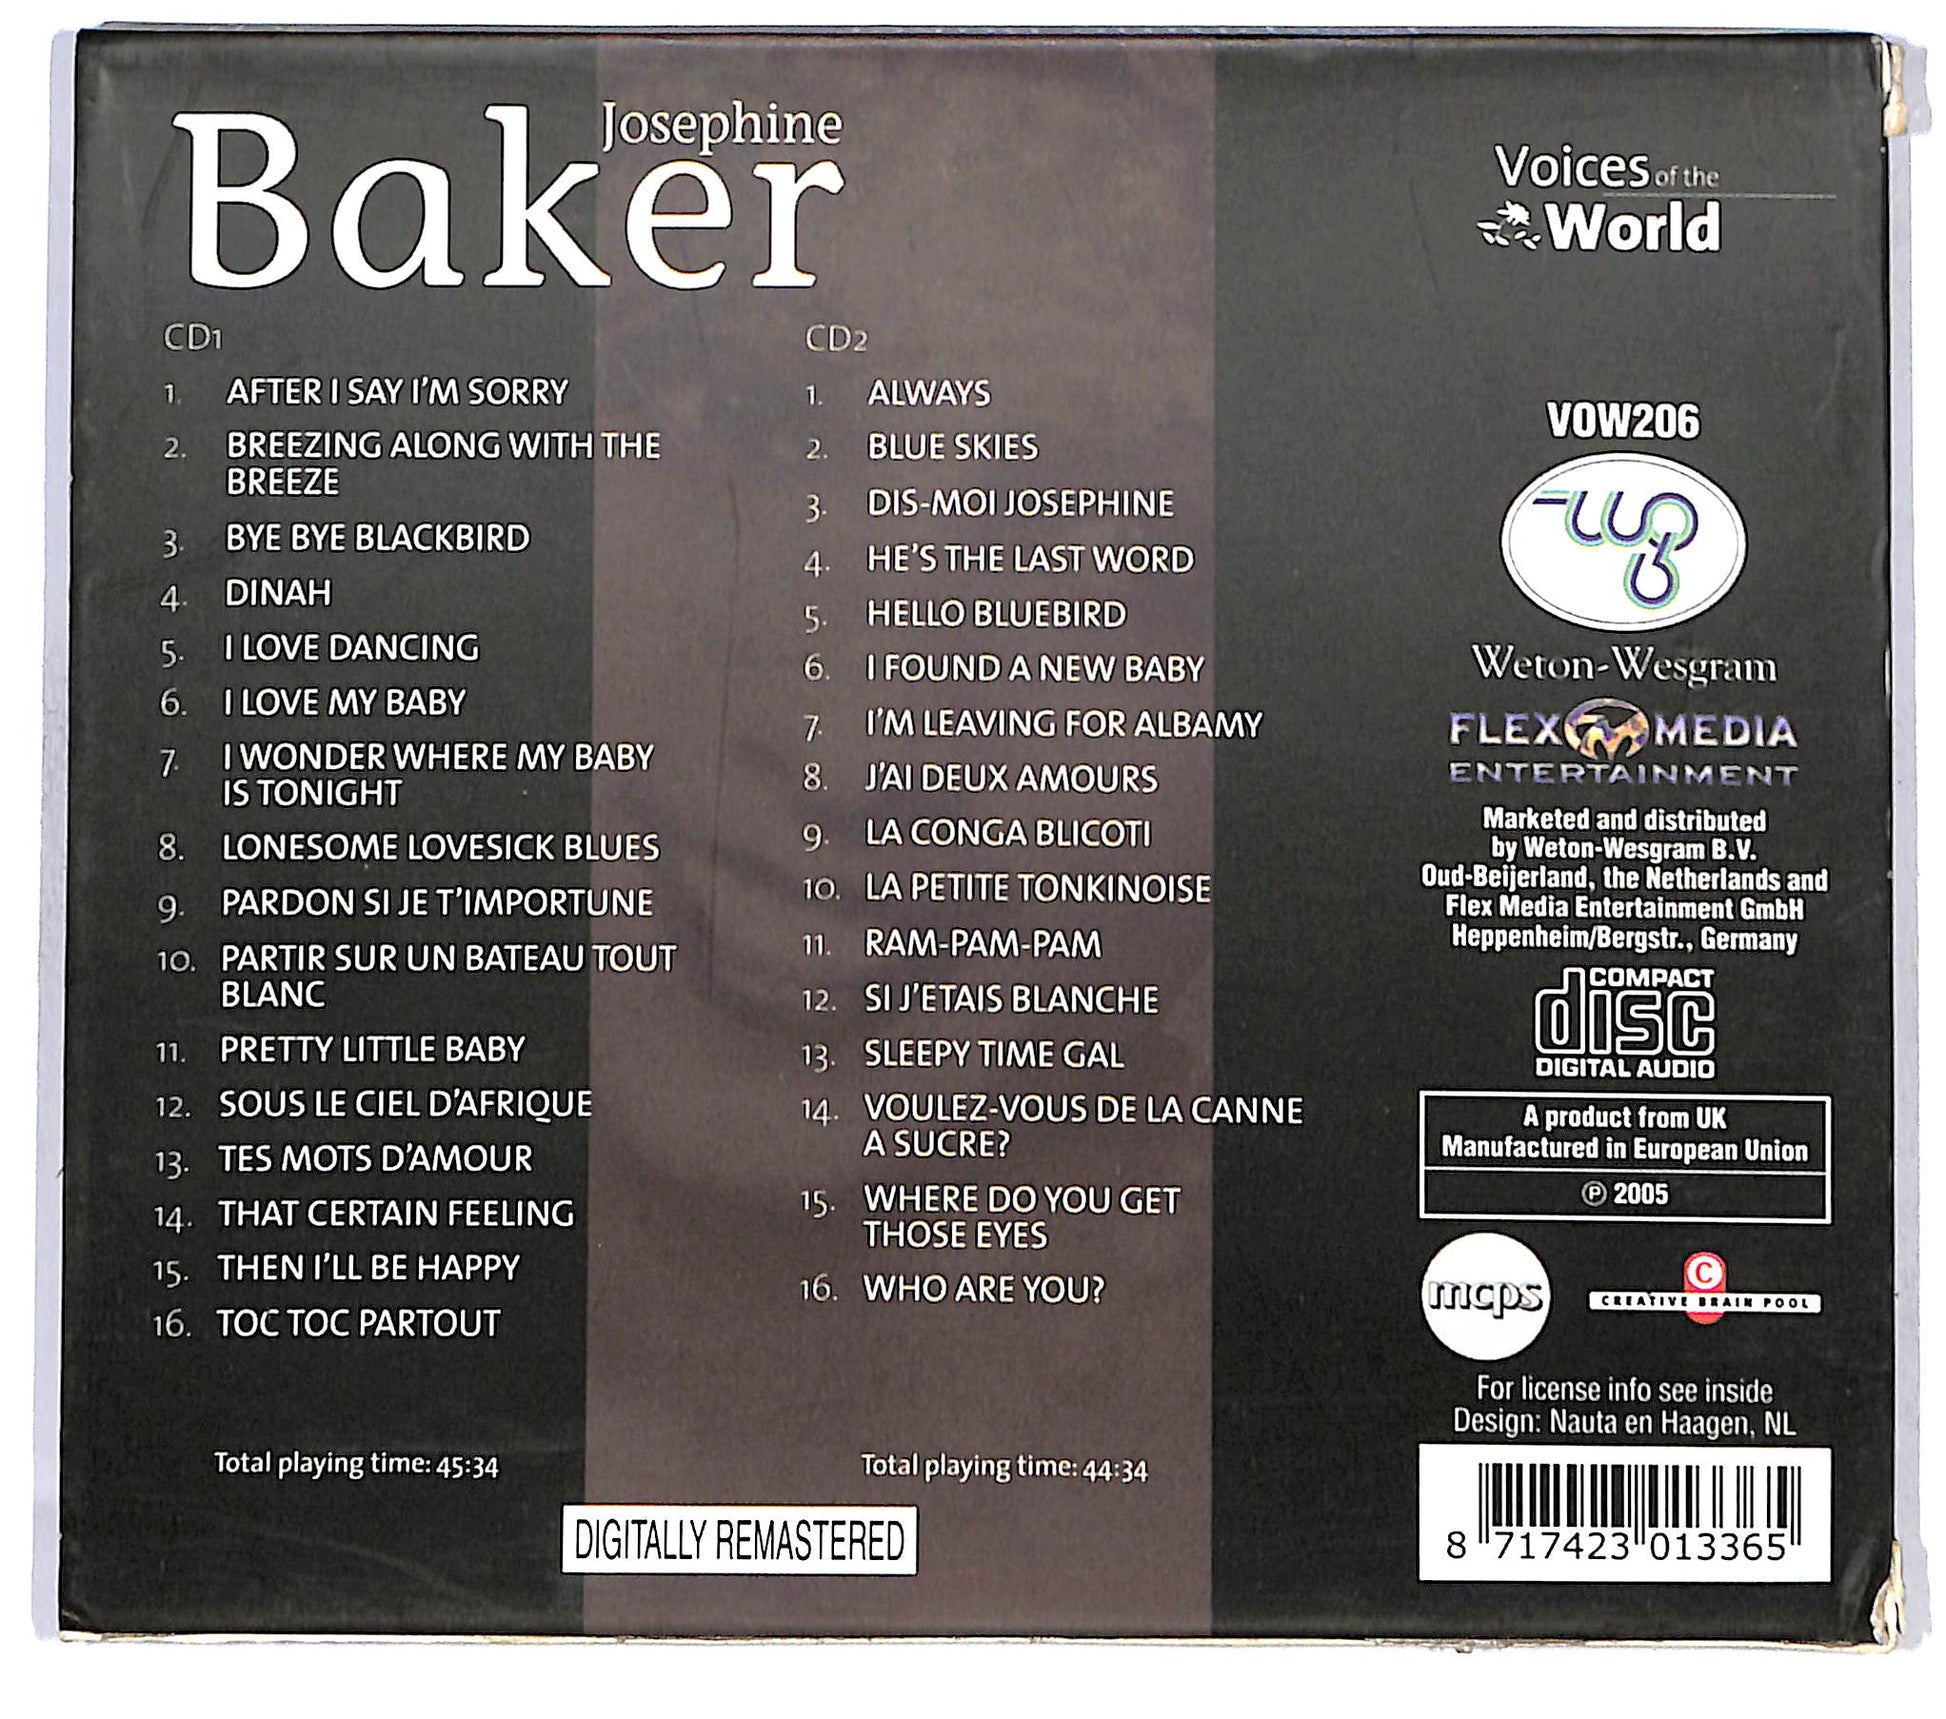 Josephine
Baker
CD1
1. AFTER I SAY I'M SORRY
2. BREEZING ALONG WITH THE
BREEZE
3. BYE BYE BLACKBIRD
4. DINAH
5. I LOVE DANCING
6. I LOVE MY BABY
7. I WONDER WHERE MY BABY
IS TONIGHT
8. LONESOME LOVESICK BLUES
9. PARDON SI JE T'IMPORTUNE
10. PARTIR SUR UN BATEAU TOUT
BLANC
11. PRETTY LITTLE BABY
12. SOUS LE CIEL D'AFRIQUE
13. TES MOTS D'AMOUR
14. THAT CERTAIN FEELING
15. THEN I'LL BE HAPPY
16. TOC TOC PARTOUT
Total playing time: 45:34
CD2
1. ALWAYS
2. BLUE SKIES
3. DIS-MOI JOSEPHINE
4. HE'S THE LAST WORD
5. HELLO BLUEBIRD
6. I FOUND A NEW BABY
7. I'M LEAVING FOR ALBAMY
8. J'AI DEUX AMOURS
9. LA CONGA BLICOTI
10. LA PETITE TONKINOISE
11. RAM-PAM-PAM
12. SI J'ETAIS BLANCHE
13. SLEEPY TIME GAL
14. VOULEZ-VOUS DE LA CANNE
A SUCRE?
15. WHERE DO YOU GET
THOSE EYES
16. WHO ARE YOU?
Total playing time: 44:34
DIGITALLY REMASTERED
Voices of the
World
VOW206
Weton-Wesgram
FLEX MEDIA
ENTERTAINMENT
Marketed and distributed
by Weton-Wesgram B.V.
Oud-Beijerland, the Netherlands and
Flex Media Entertainment GmbH
Heppenheim/Bergstr., Germany
COMPACT
disc
DIGITAL AUDIO
A product from UK
Manufactured in European Union
℗ 2005
mcps
C
CREATIVE BRAIN POOL
For license info see inside
Design: Nauta en Haagen, NL
8 717423 013365